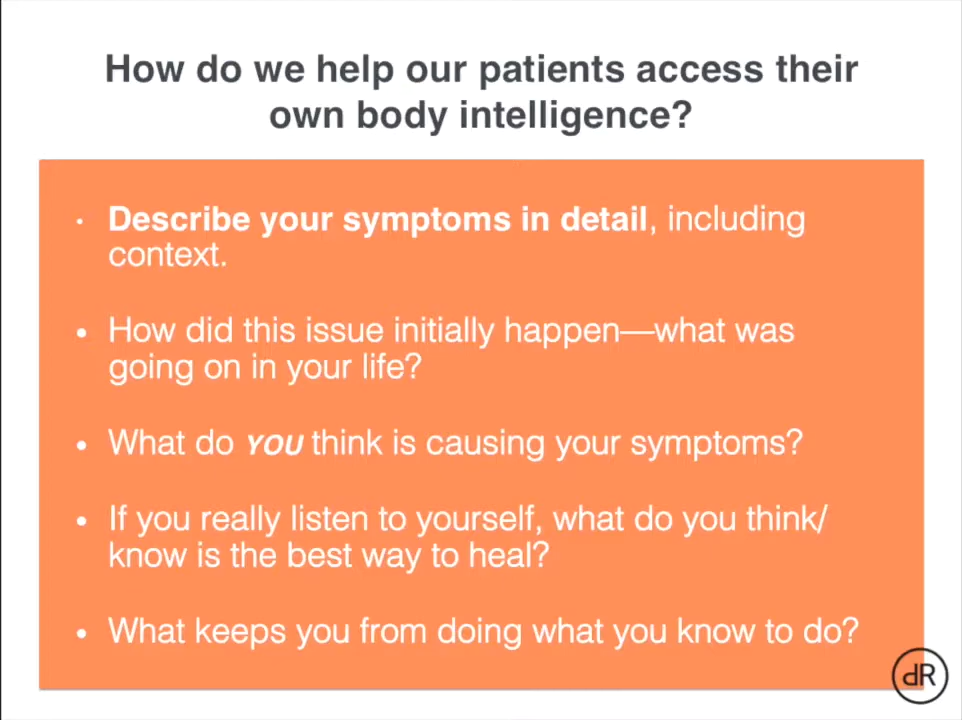 How do we help our patients access their
own body intelligence?
• Describe your symptoms in detail, including
context.
• How did this issue initially happen—what was
going on in your life?
• What do YOU think is causing your symptoms?
• If you really listen to yourself, what do you think/
know is the best way to heal?
• What keeps you from doing what you know to do?
dR